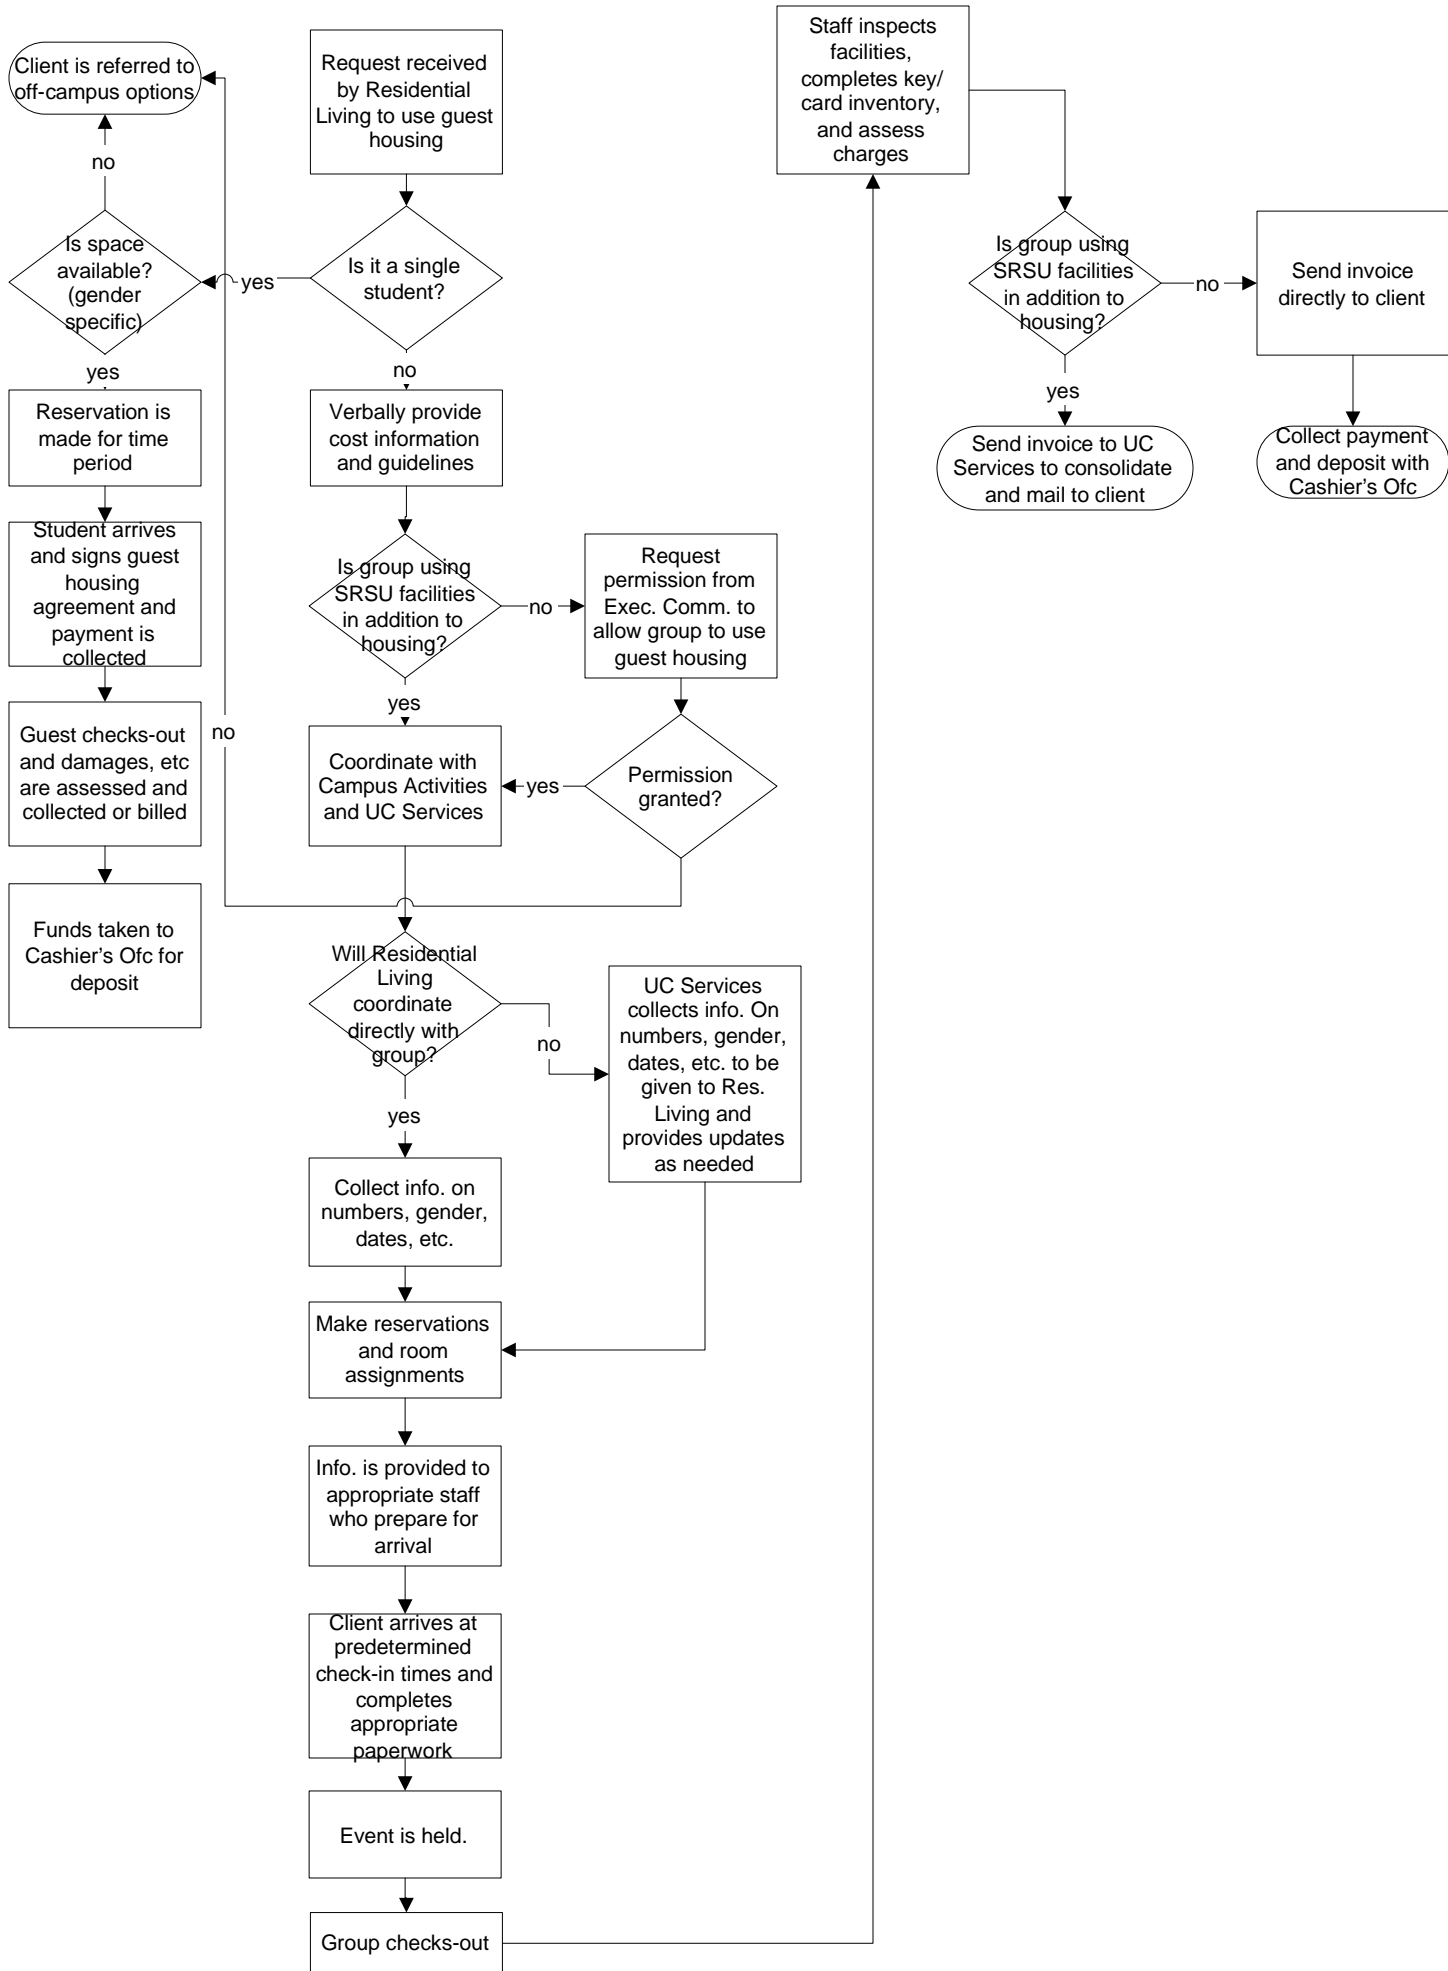 Client is referred to
off-campus options
no
Is space
available?
(gender
specific)
yes
Reservation is
made for time
period
Student arrives
and signs guest
housing
agreement and
payment is
collected
Guest checks-out
and damages, etc
are assessed and
collected or billed
Funds taken to
Cashier's Ofc for
deposit
Request received
by Residential
Living to use guest
housing
Is it a single
student?
yes
no
Verbally provide
cost information
and guidelines
Is group using
SRSU facilities
in addition to
housing?
no
yes
Request
permission from
Exec. Comm. to
allow group to use
guest housing
Permission
granted?
yes
no
Coordinate with
Campus Activities
and UC Services
Will Residential
Living
coordinate
directly with
group?
no
yes
UC Services
collects info. On
numbers, gender,
dates, etc. to be
given to Res.
Living and
provides updates
as needed
Collect info. on
numbers, gender,
dates, etc.
Make reservations
and room
assignments
Info. is provided to
appropriate staff
who prepare for
arrival
Client arrives at
predetermined
check-in times and
completes
appropriate
paperwork
Event is held.
Group checks-out
Staff inspects
facilities,
completes key/
card inventory,
and assess
charges
Is group using
SRSU facilities
in addition to
housing?
no
yes
Send invoice
directly to client
Send invoice to UC
Services to consolidate
and mail to client
Collect payment
and deposit with
Cashier's Ofc